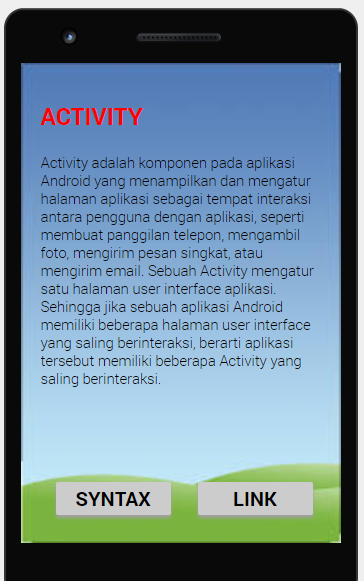 ACTIVITY
Activity adalah komponen pada aplikasi
Android yang menampilkan dan mengatur
halaman aplikasi sebagai tempat interaksi
antara pengguna dengan aplikasi, seperti
membuat panggilan telepon, mengambil
foto, mengirim pesan singkat, atau
mengirim email. Sebuah Activity mengatur
satu halaman user interface aplikasi.
Sehingga jika sebuah aplikasi Android
memiliki beberapa halaman user interface
yang saling berinteraksi, berarti aplikasi
tersebut memiliki beberapa Activity yang
saling berinteraksi.
SYNTAX
LINK